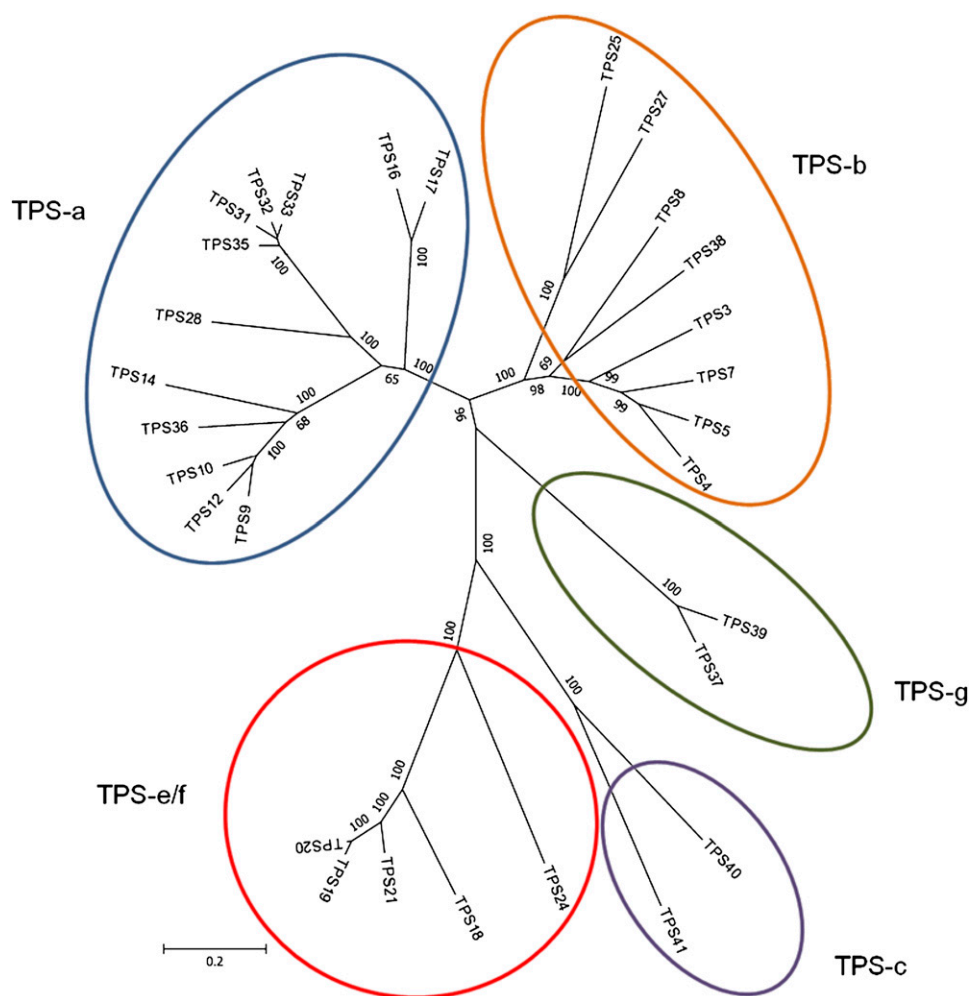 TPS25
TPS27
TPS-b
TPS16
TPS17
TPS33
TPS32
TPS31
TPS-a
TPS35
TPS8
TPS38
100
100
100
TPS28
TPS3
100
100
65
100
98
69
100
99
TPS7
99
TPS14
100
TPS36
68
TPS5
96
100
TPS10
TPS4
TPS12
TPS9
100
100
TPS39
TPS37
100
100
TPS-g
100
TPS-e/f
100
100
TPS20
TPS19
TPS21
TPS18
TPS24
TPS40
TPS41
TPS-c
0.2